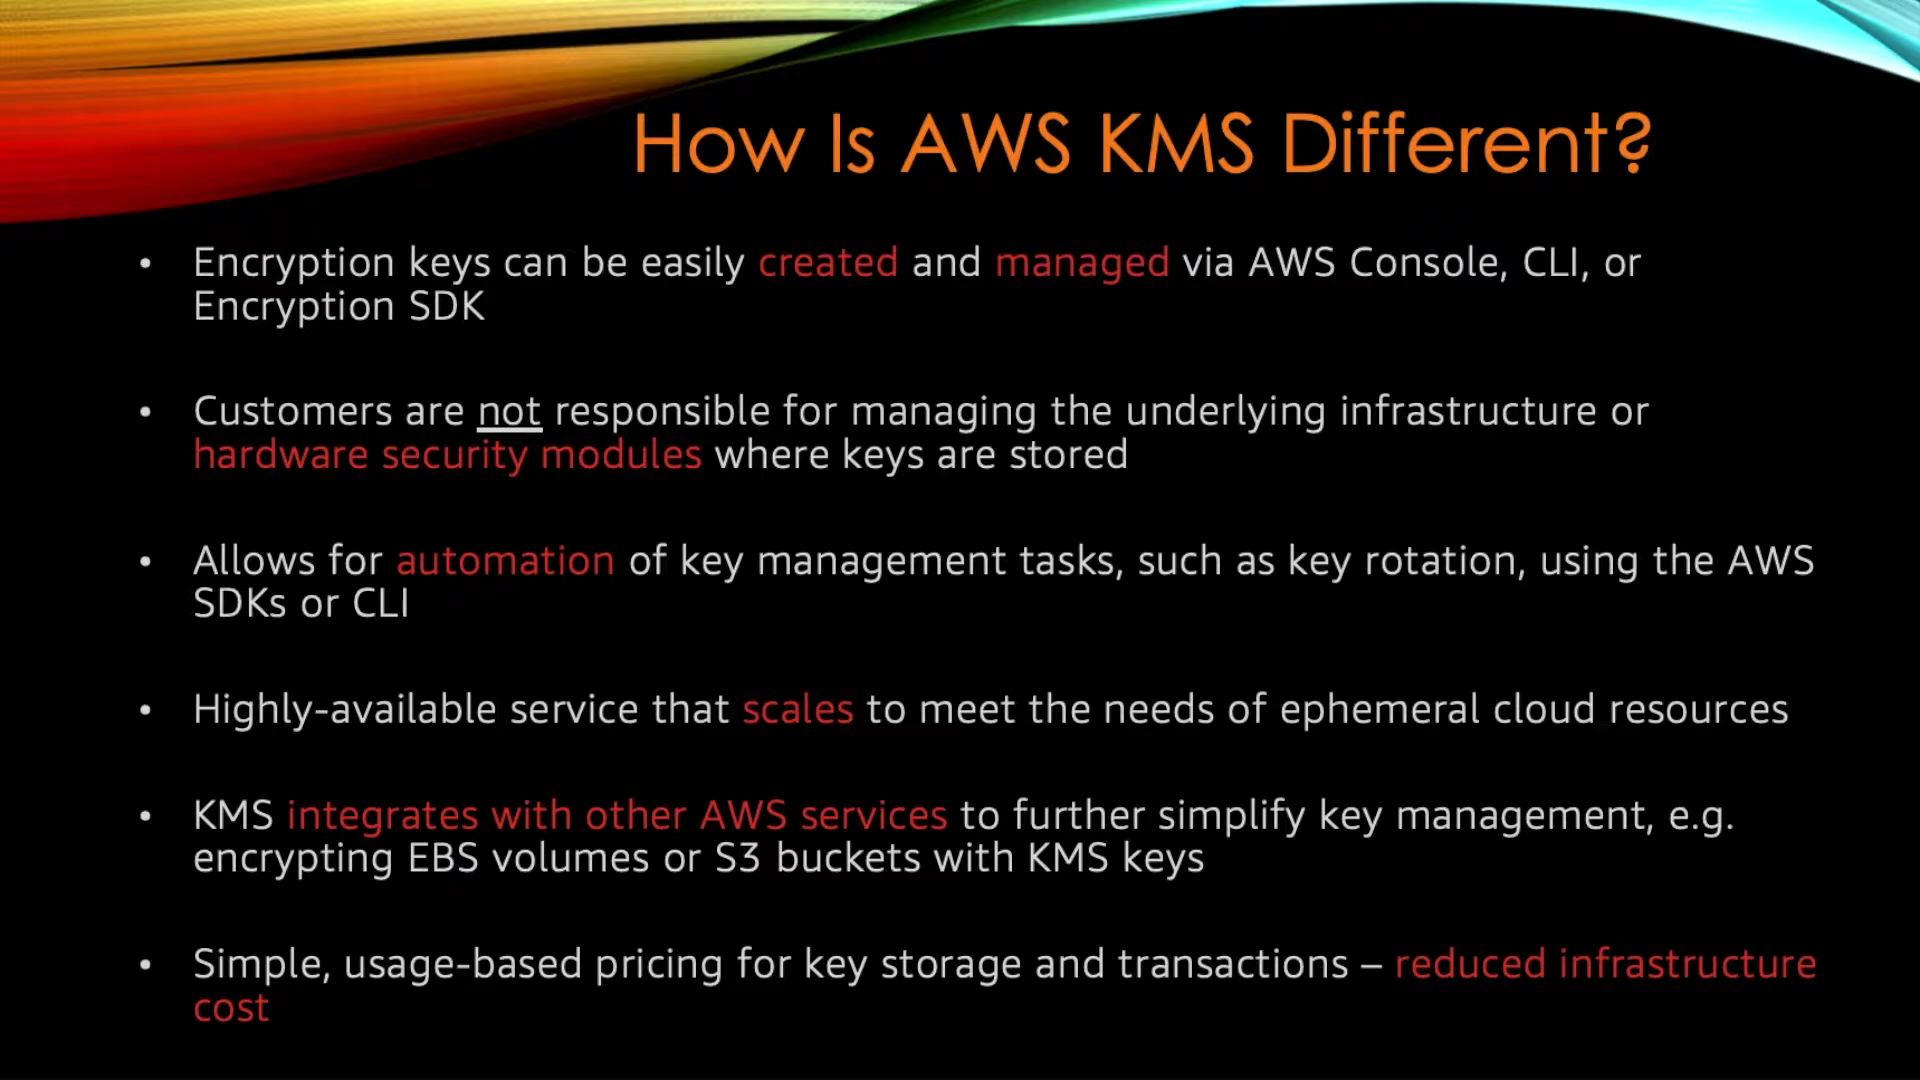 How Is AWS KMS Different?
• Encryption keys can be easily created and managed via AWS Console, CLI, or
Encryption SDK
• Customers are not responsible for managing the underlying infrastructure or
hardware security modules where keys are stored
• Allows for automation of key management tasks, such as key rotation, using the AWS
SDKs or CLI
• Highly-available service that scales to meet the needs of ephemeral cloud resources
• KMS integrates with other AWS services to further simplify key management, e.g.
encrypting EBS volumes or S3 buckets with KMS keys
• Simple, usage-based pricing for key storage and transactions – reduced infrastructure
cost